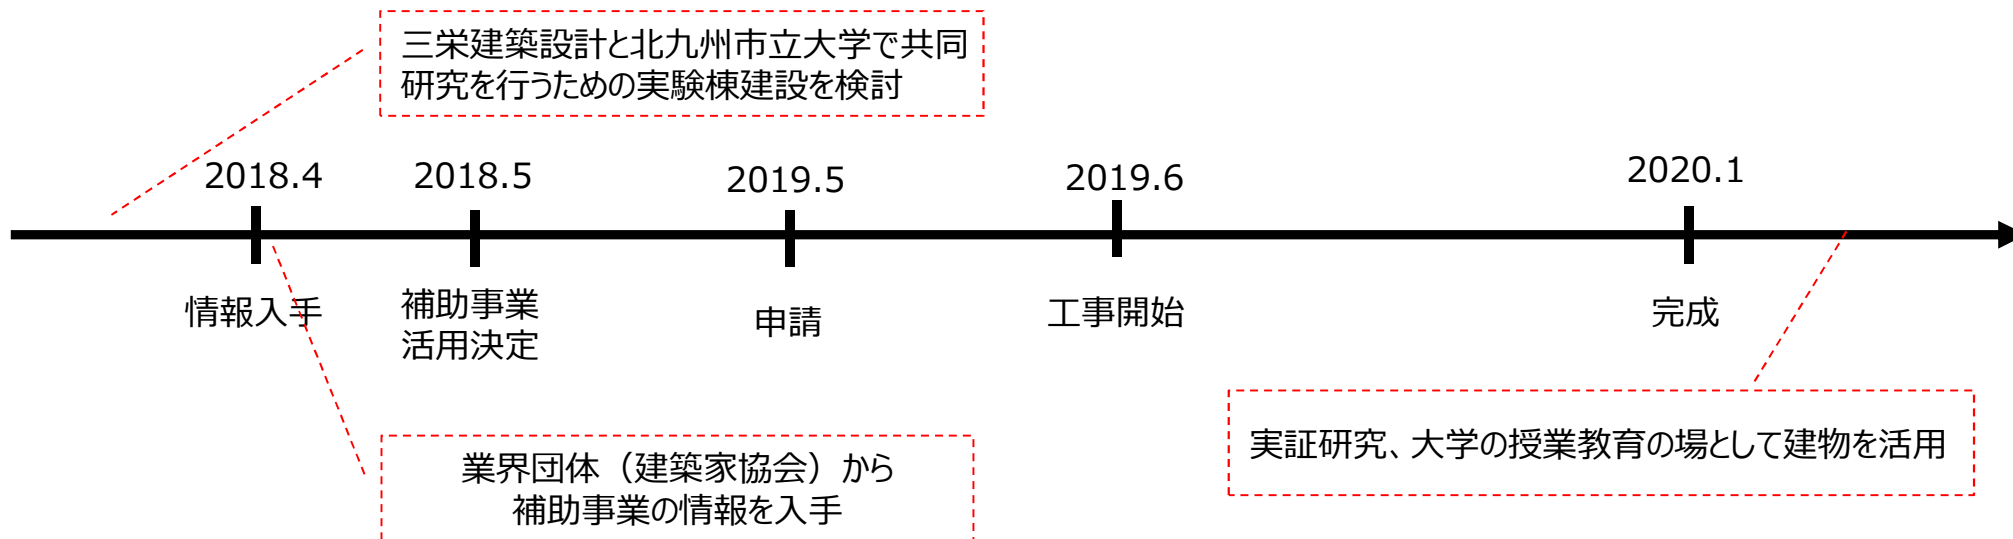 三栄建築設計と北九州市立大学で共同
研究を行うための実験棟建設を検討
2018.4
2018.5
2019.5
2019.6
2020.1
情報入手
補助事業
活用決定
申請
工事開始
完成
業界団体（建築家協会）から
補助事業の情報を入手
実証研究、大学の授業教育の場として建物を活用